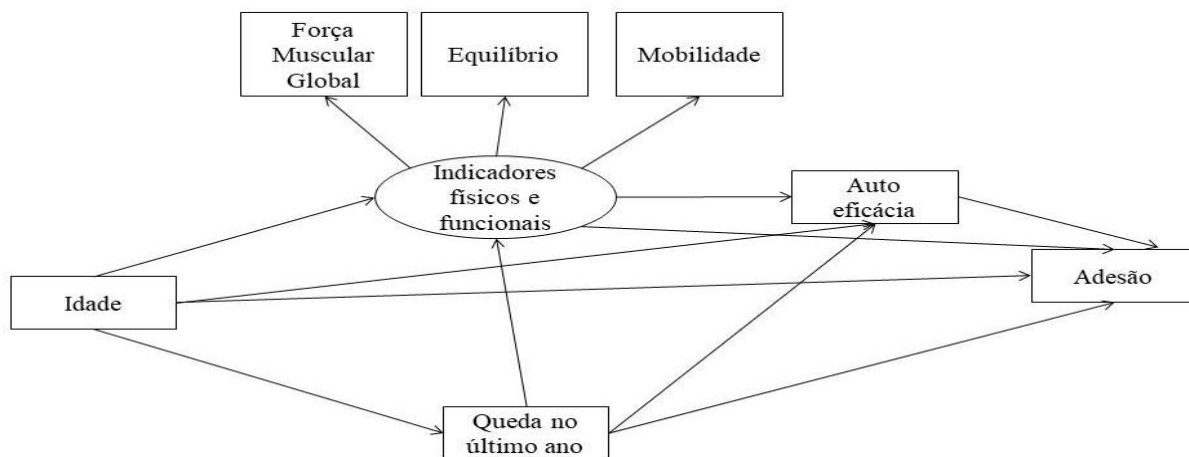 Força
Muscular
Global
Equilíbrio
Mobilidade
Indicadores
físicos e
funcionais
Auto
eficácia
Idade
Adesão
Queda no
último ano